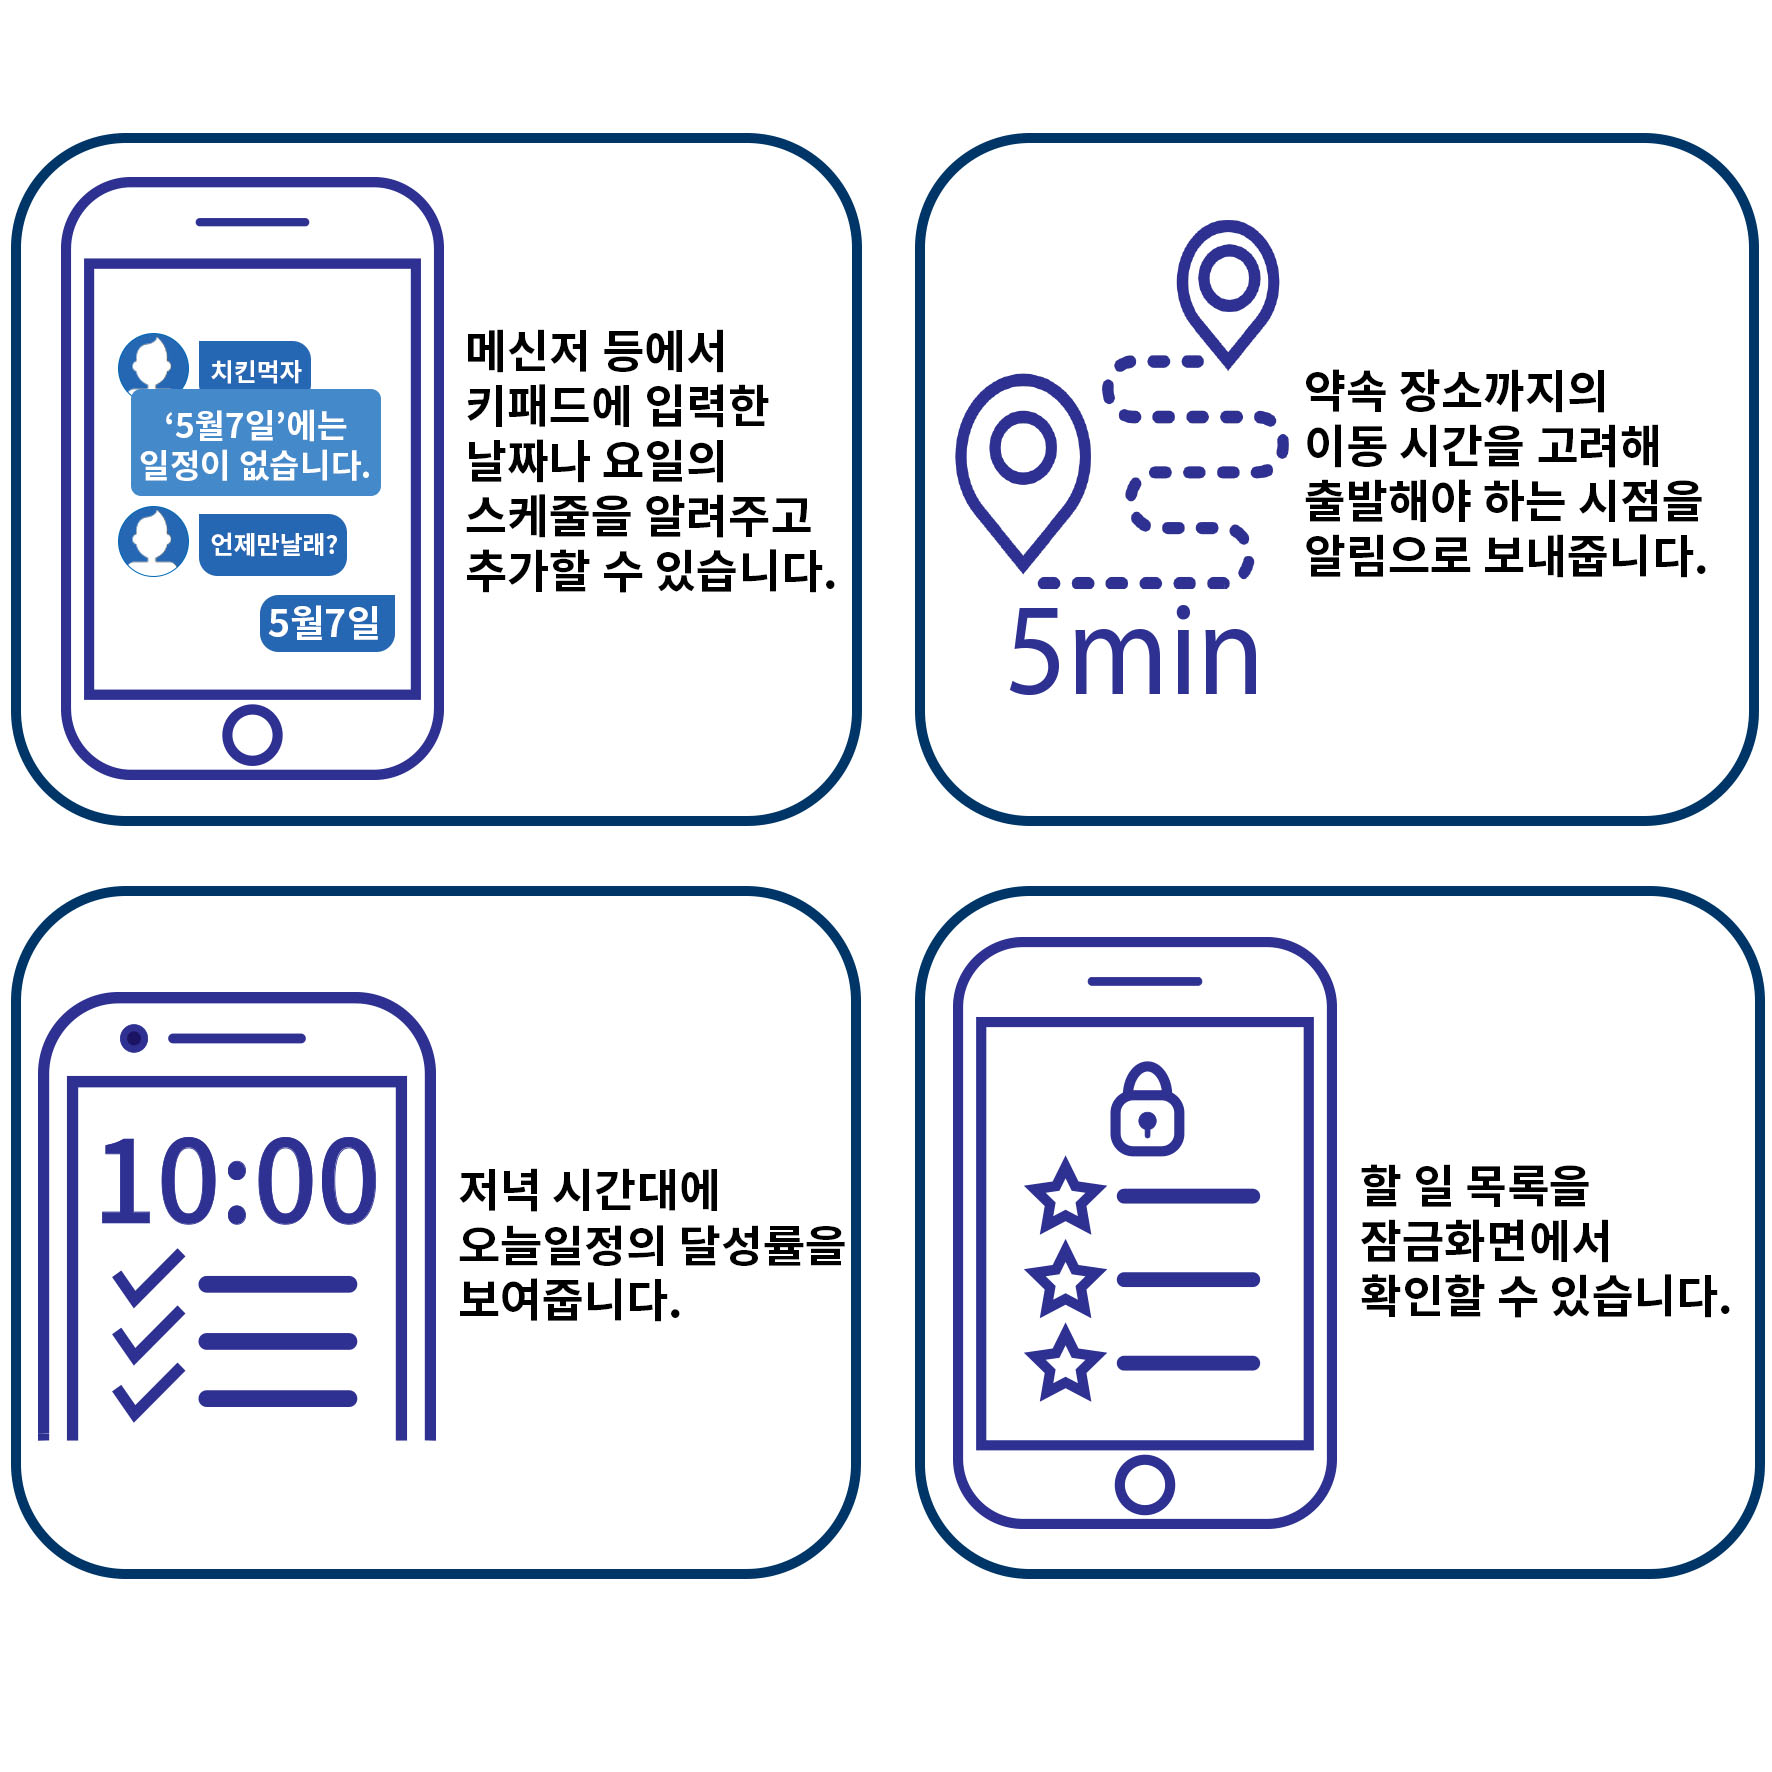 치킨먹자
‘5월7일’에는
일정이 없습니다.
언제만날래?
5월7일
메신저 등에서
키패드에 입력한
날짜나 요일의
스케줄을 알려주고
추가할 수 있습니다.
5min
약속 장소까지의
이동 시간을 고려해
출발해야 하는 시점을
알림으로 보내줍니다.
10:00
저녁 시간대에
오늘일정의 달성률을
보여줍니다.
할 일 목록을
잠금화면에서
확인할 수 있습니다.